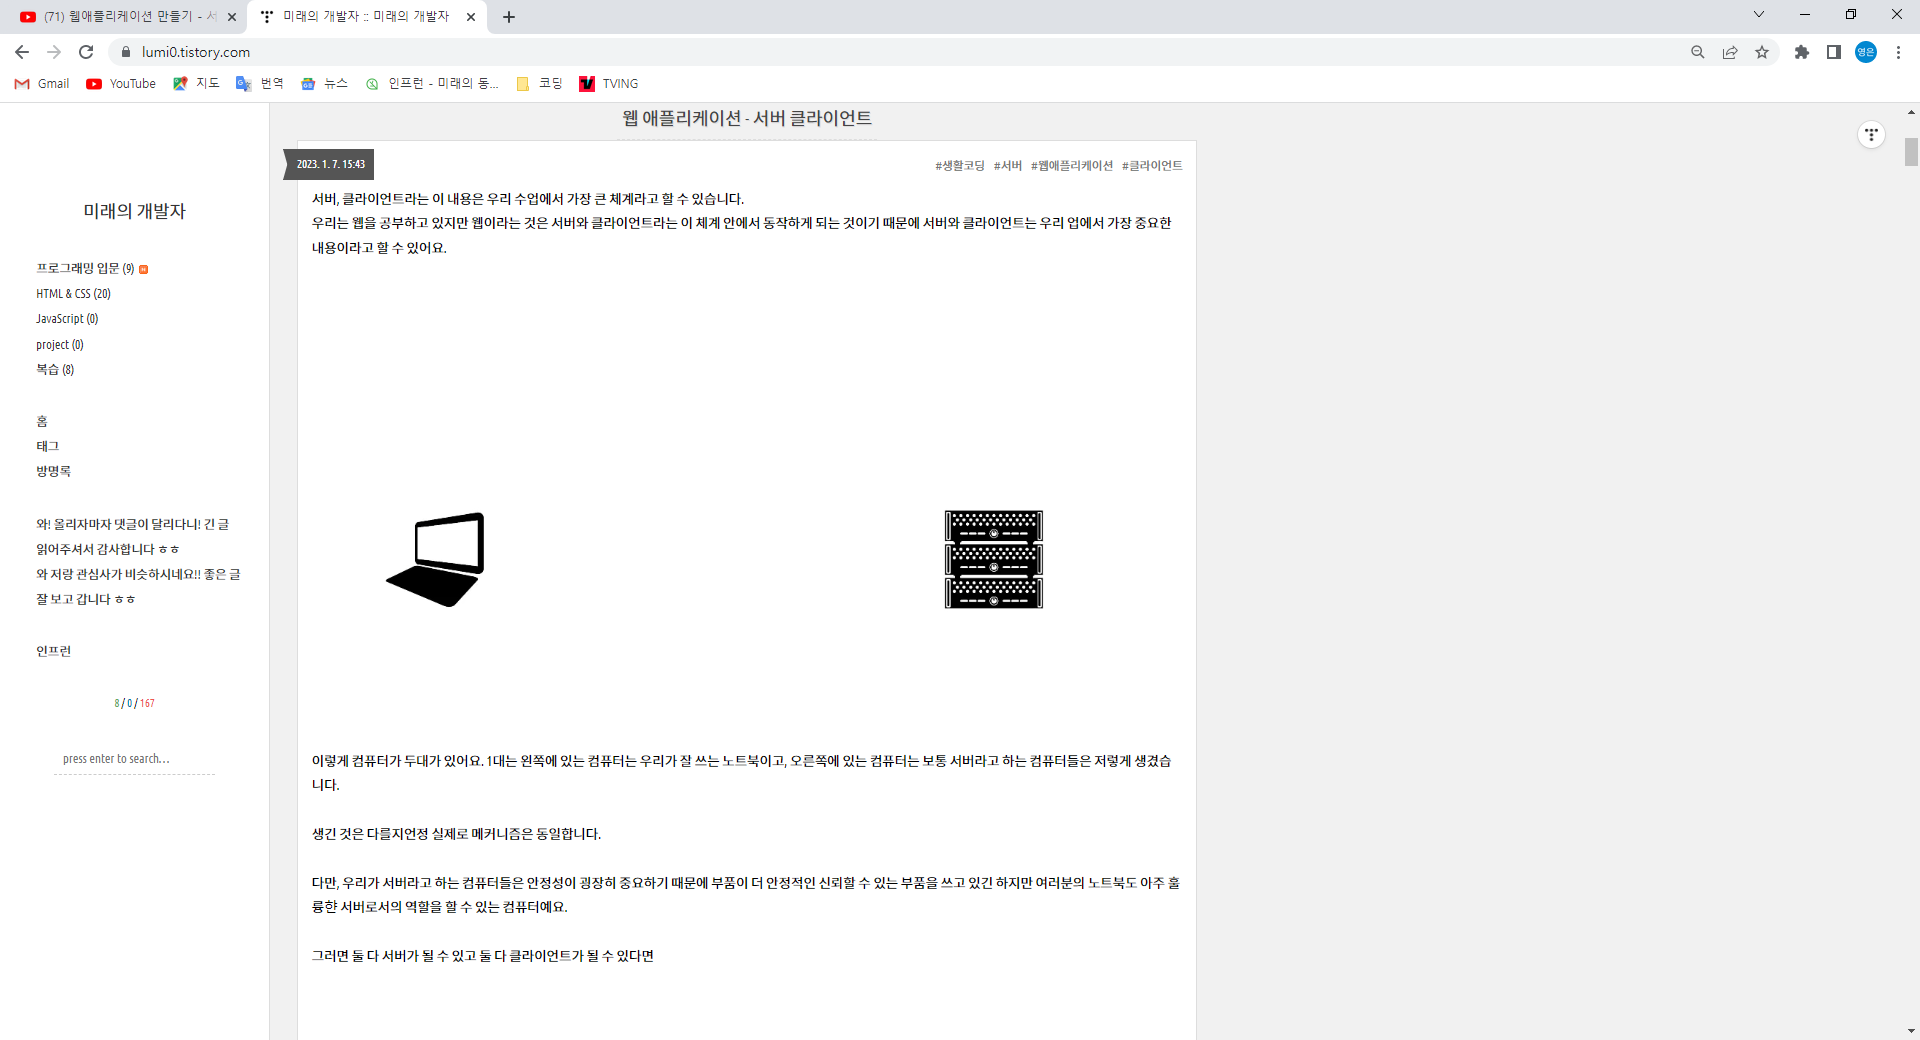 (71) 웹애플리케이션 만들기 - 서
미래의 개발자 :: 미래의 개발자
lumi0.tistory.com
영은
Gmail
YouTube
지도
번역
뉴스
인프런 - 미래의 동...
코딩
TVING
웹 애플리케이션 - 서버 클라이언트
2023. 1. 7. 15:43
#생활코딩 #서버 #웹애플리케이션 #클라이언트
서버, 클라이언트라는 이 내용은 우리 수업에서 가장 큰 체계라고 할 수 있습니다.
우리는 웹을 공부하고 있지만 웹이라는 것은 서버와 클라이언트라는 이 체계 안에서 동작하게 되는 것이기 때문에 서버와 클라이언트는 우리 업에서 가장 중요한
내용이라고 할 수 있어요.
미래의 개발자
프로그래밍 입문 (9)
HTML & CSS (20)
JavaScript (0)
project (0)
복습 (8)
홈
태그
방명록
와! 올리자마자 댓글이 달리다니! 긴 글
읽어주셔서 감사합니다 ㅎㅎ
와 저랑 관심사가 비슷하시네요!! 좋은 글
잘 보고 갑니다 ㅎㅎ
인프런
8 / 0 / 167
press enter to search...
이렇게 컴퓨터가 두대가 있어요. 1대는 왼쪽에 있는 컴퓨터는 우리가 잘 쓰는 노트북이고, 오른쪽에 있는 컴퓨터는 보통 서버라고 하는 컴퓨터들은 저렇게 생겼습
니다.
생긴 것은 다를지언정 실제로 메커니즘은 동일합니다.
다만, 우리가 서버라고 하는 컴퓨터들은 안정성이 굉장히 중요하기 때문에 부품이 더 안정적인 신뢰할 수 있는 부품을 쓰고 있긴 하지만 여러분의 노트북도 아주 훌
륭햔 서버로서의 역할을 할 수 있는 컴퓨터예요.
그러면 둘 다 서버가 될 수 있고 둘 다 클라이언트가 될 수 있다면